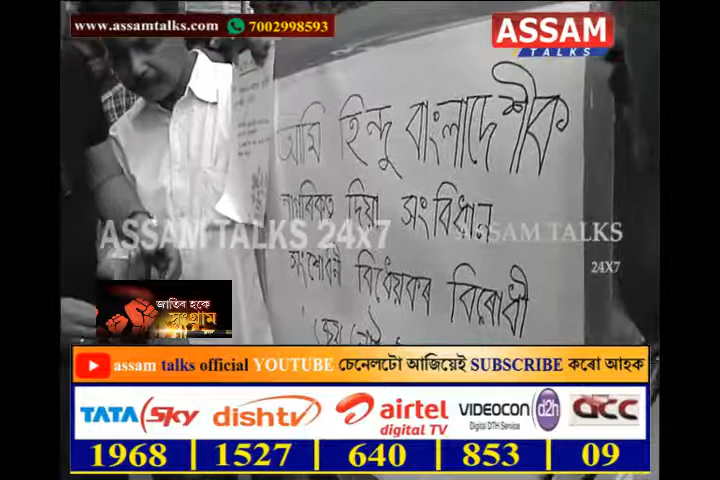 www.assamtalks.com 7002998593
ASSAM
TALKS
আমি হিন্দু বাংলাদেশীক
নাগৰিকত্ব দিয়া সংবিধান
সংশোধনী বিধেয়কৰ বিৰোধী
ASSAM TALKS 24x7
ASSAM TALKS
24X7
জাতিৰ হকে
সংগ্ৰাম
assam talks official YOUTUBE চেনেলটো আজিয়েই SUBSCRIBE কৰো আহক
TATA Sky dishtv airtel digital TV VIDEOCON d2h Digital DTH Service acc
1968 1527 640 853 09